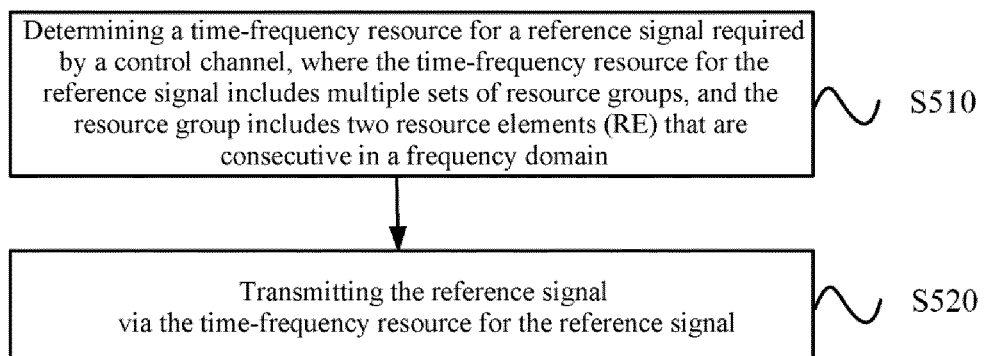 Determining a time-frequency resource for a reference signal required
by a control channel, where the time-frequency resource for the
reference signal includes multiple sets of resource groups, and the
resource group includes two resource elements (RE) that are
consecutive in a frequency domain
S510
Transmitting the reference signal
via the time-frequency resource for the reference signal
S520